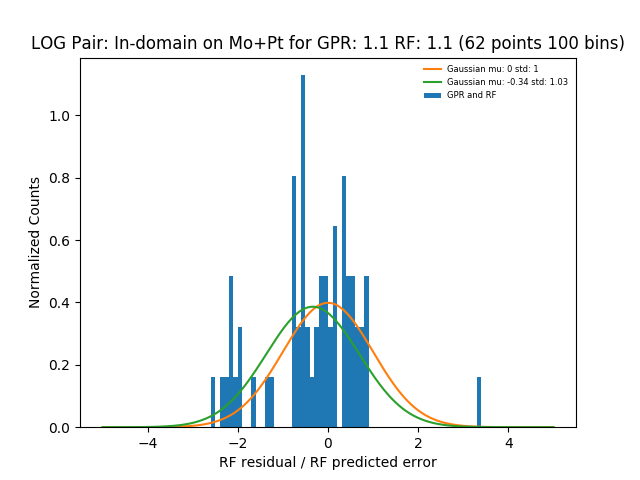 LOG Pair: In-domain on Mo+Pt for GPR: 1.1 RF: 1.1 (62 points 100 bins)
Gaussian mu: 0 std: 1
Gaussian mu: -0.34 std: 1.03
GPR and RF
Normalized Counts
1.0
0.8
0.6
0.4
0.2
0.0
−4 −2 0 2 4
RF residual / RF predicted error